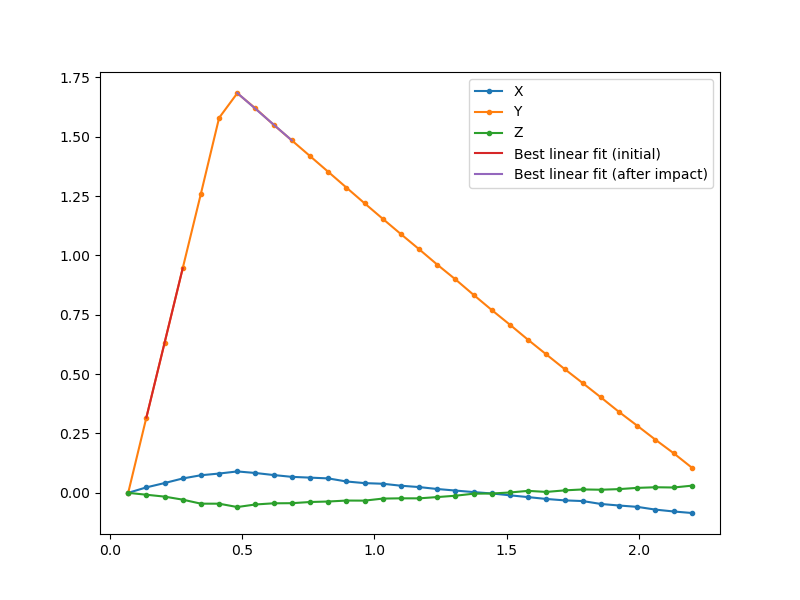 1.75
1.50
1.25
1.00
0.75
0.50
0.25
0.00
0.0
0.5
1.0
1.5
2.0
X
Y
Z
Best linear fit (initial)
Best linear fit (after impact)